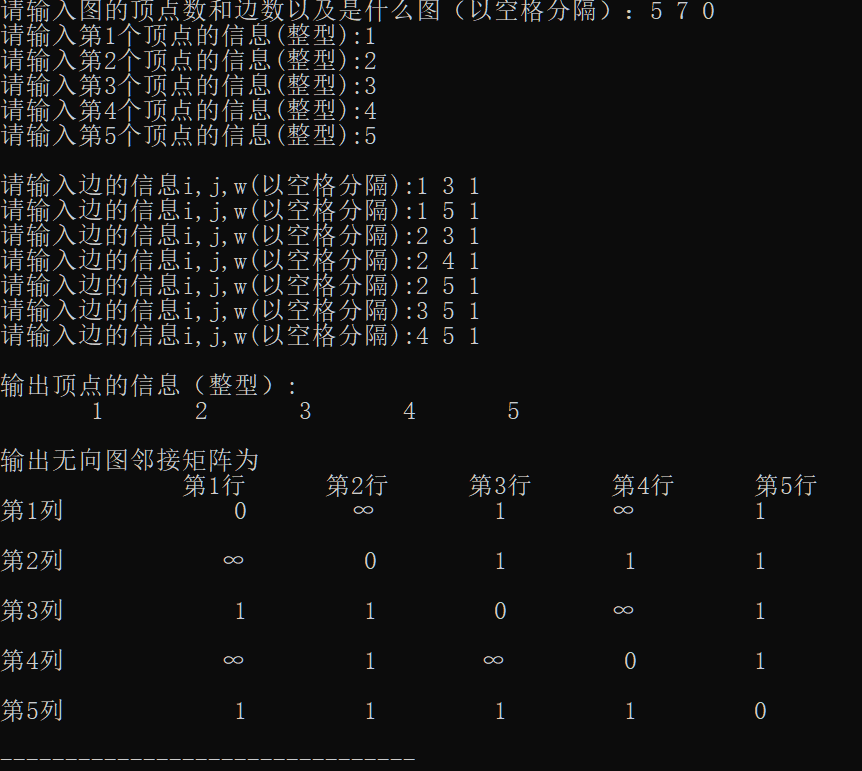 请输入图的顶点数和边数以及是什么图（以空格分隔）：5 7 0
请输入第1个顶点的信息(整型):1
请输入第2个顶点的信息(整型):2
请输入第3个顶点的信息(整型):3
请输入第4个顶点的信息(整型):4
请输入第5个顶点的信息(整型):5
请输入边的信息i,j,w(以空格分隔):1 3 1
请输入边的信息i,j,w(以空格分隔):1 5 1
请输入边的信息i,j,w(以空格分隔):2 3 1
请输入边的信息i,j,w(以空格分隔):2 4 1
请输入边的信息i,j,w(以空格分隔):2 5 1
请输入边的信息i,j,w(以空格分隔):3 5 1
请输入边的信息i,j,w(以空格分隔):4 5 1
输出顶点的信息（整型）:
1 2 3 4 5
输出无向图邻接矩阵为
第1行 第2行 第3行 第4行 第5行
第1列 0 ∞ 1 ∞ 1
第2列 ∞ 0 1 1 1
第3列 1 1 0 ∞ 1
第4列 ∞ 1 ∞ 0 1
第5列 1 1 1 1 0
--------------------------------